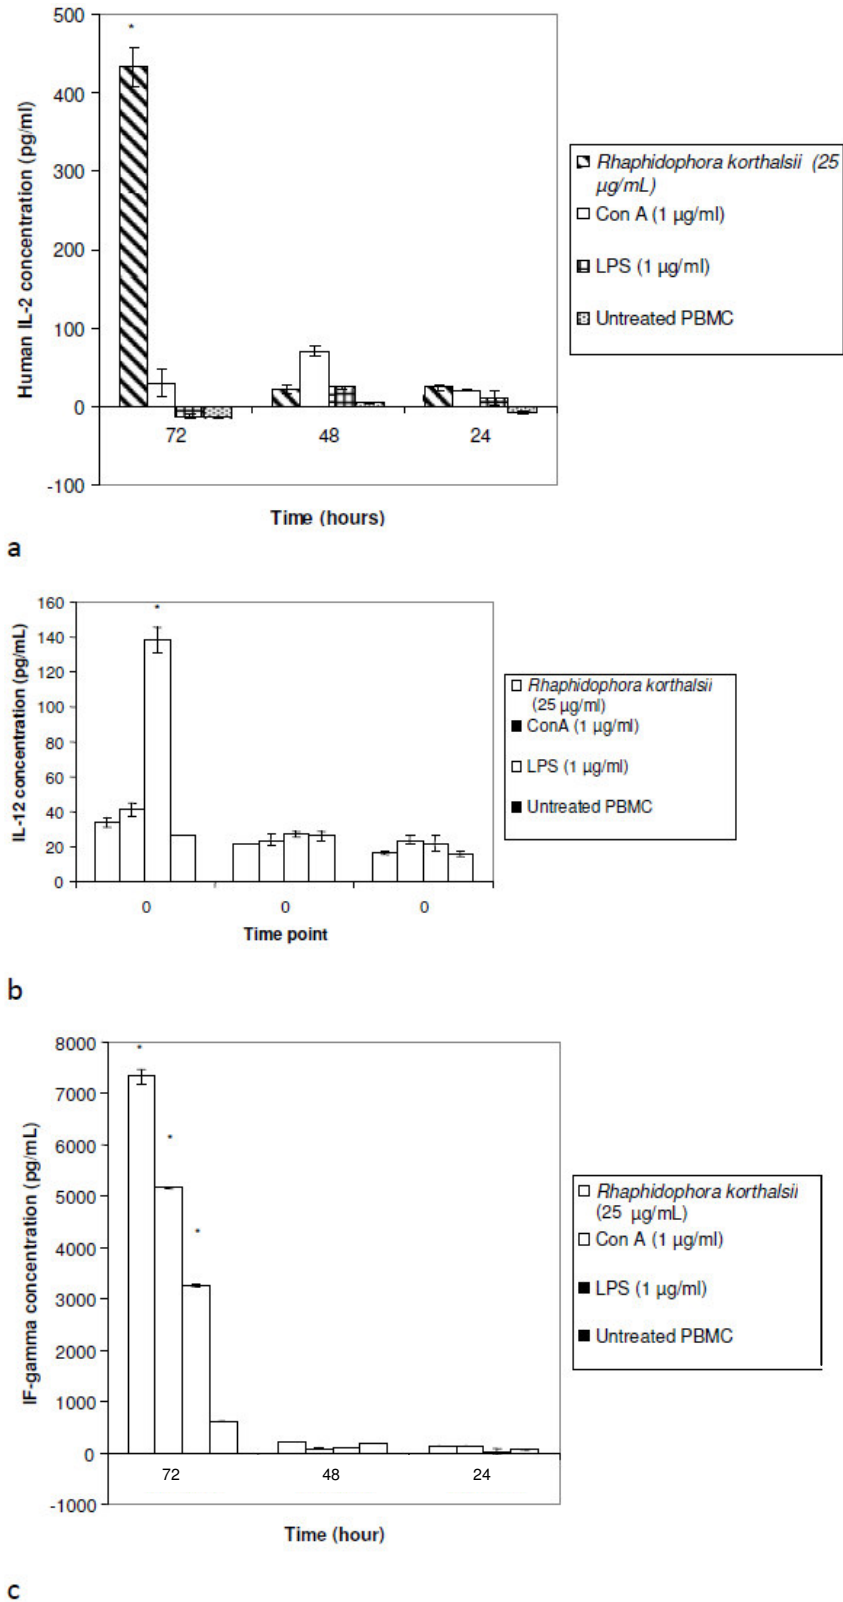 500
400
300
200
100
0
-100
Human IL-2 concentration (pg/ml)
*
72
48
24
Time (hours)
Rhaphidophora korthalsii (25
µg/mL)
Con A (1 µg/ml)
LPS (1 µg/ml)
Untreated PBMC
a
160
140
120
100
80
60
40
20
0
IL-12 concentration (pg/mL)
*
0
0
0
Time point
Rhaphidophora korthalsii
(25 µg/ml)
ConA (1 µg/ml)
LPS (1 µg/ml)
Untreated PBMC
b
8000
7000
6000
5000
4000
3000
2000
1000
0
-1000
IF-gamma concentration (pg/mL)
*
*
*
72
48
24
Time (hour)
Rhaphidophora korthalsii
(25 µg/mL)
Con A (1 µg/ml)
LPS (1 µg/ml)
Untreated PBMC
c